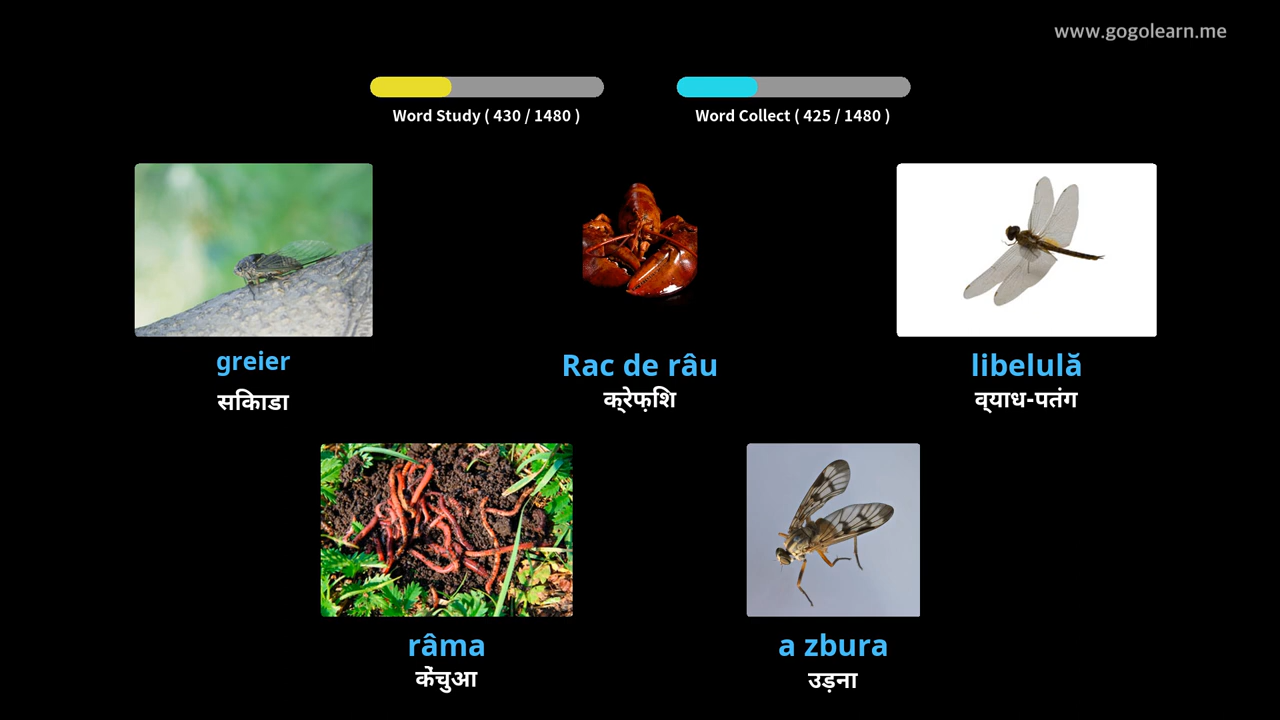 www.gogolearn.me
Word Study ( 430 / 1480 )
Word Collect ( 425 / 1480 )
greier
सिकाडा
Rac de râu
क्रेफ़िश
libelulă
व्याध-पतंग
râma
केंचुआ
a zbura
उड़ना